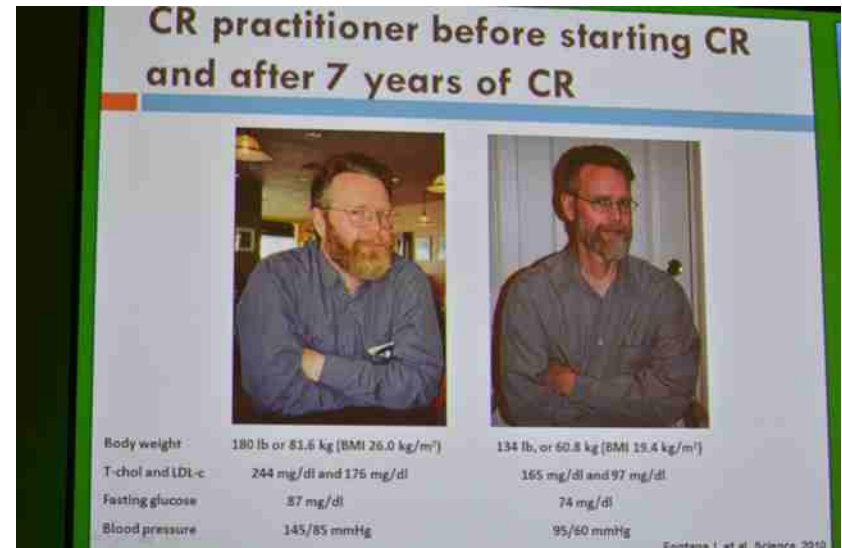 CR practitioner before starting CR
and after 7 years of CR
Body weight 180 lb or 81.6 kg (BMI 26.0 kg/m²) 134 lb, or 60.8 kg (BMI 19.4 kg/m²)
T-chol and LDL-c 244 mg/dl and 176 mg/dl 165 mg/dl and 97 mg/dl
Fasting glucose 87 mg/dl 74 mg/dl
Blood pressure 145/85 mmHg 95/60 mmHg
Fontana L et al. Science 2010